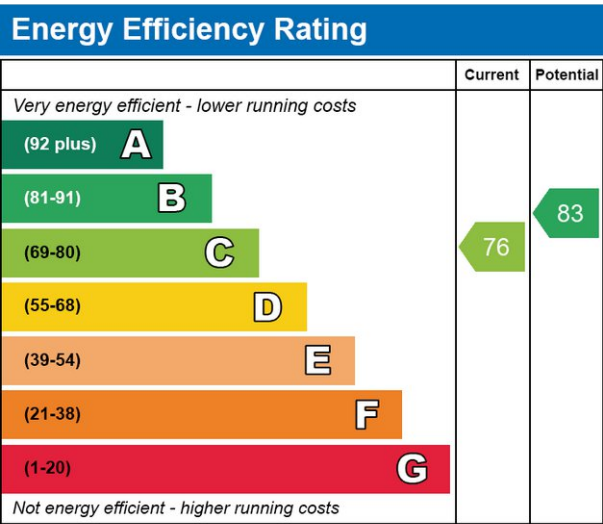 Energy Efficiency Rating
Current Potential
Very energy efficient - lower running costs
(92 plus) A
(81-91) B
83
(69-80) C
76
(55-68) D
(39-54) E
(21-38) F
(1-20) G
Not energy efficient - higher running costs